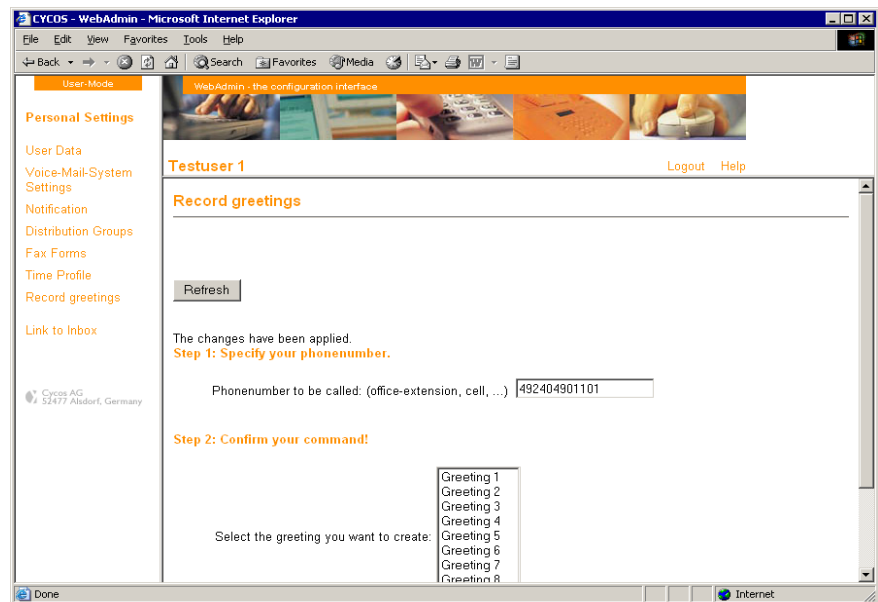 CYCOS - WebAdmin - Microsoft Internet Explorer
File Edit View Favorites Tools Help
Back Search Favorites Media
User-Mode
WebAdmin - the configuration interface
Personal Settings
User Data
Voice-Mail-System
Settings
Notification
Distribution Groups
Fax Forms
Time Profile
Record greetings
Link to Inbox
Cycos AG
52477 Alsdorf, Germany
Testuser 1 Logout Help
Record greetings
Refresh
The changes have been applied.
Step 1: Specify your phonenumber.
Phonenumber to be called: (office-extension, cell, ...) 492404901101
Step 2: Confirm your command!
Select the greeting you want to create:
Greeting 1
Greeting 2
Greeting 3
Greeting 4
Greeting 5
Greeting 6
Greeting 7
Greeting 8
Done Internet